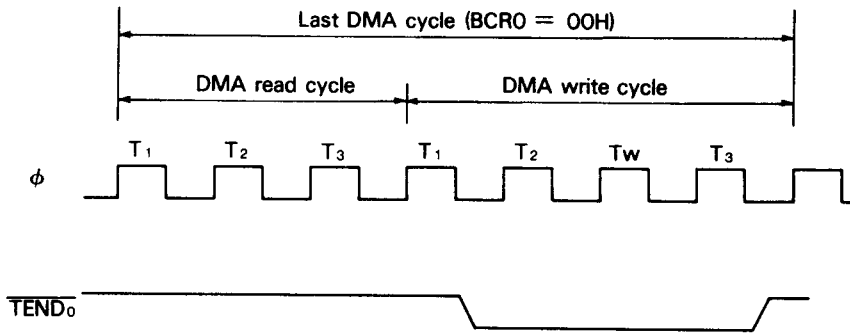 Last DMA cycle (BCR0 = 00H)
DMA read cycle DMA write cycle
T1 T2 T3 T1 T2 TW T3
ϕ
TEND0